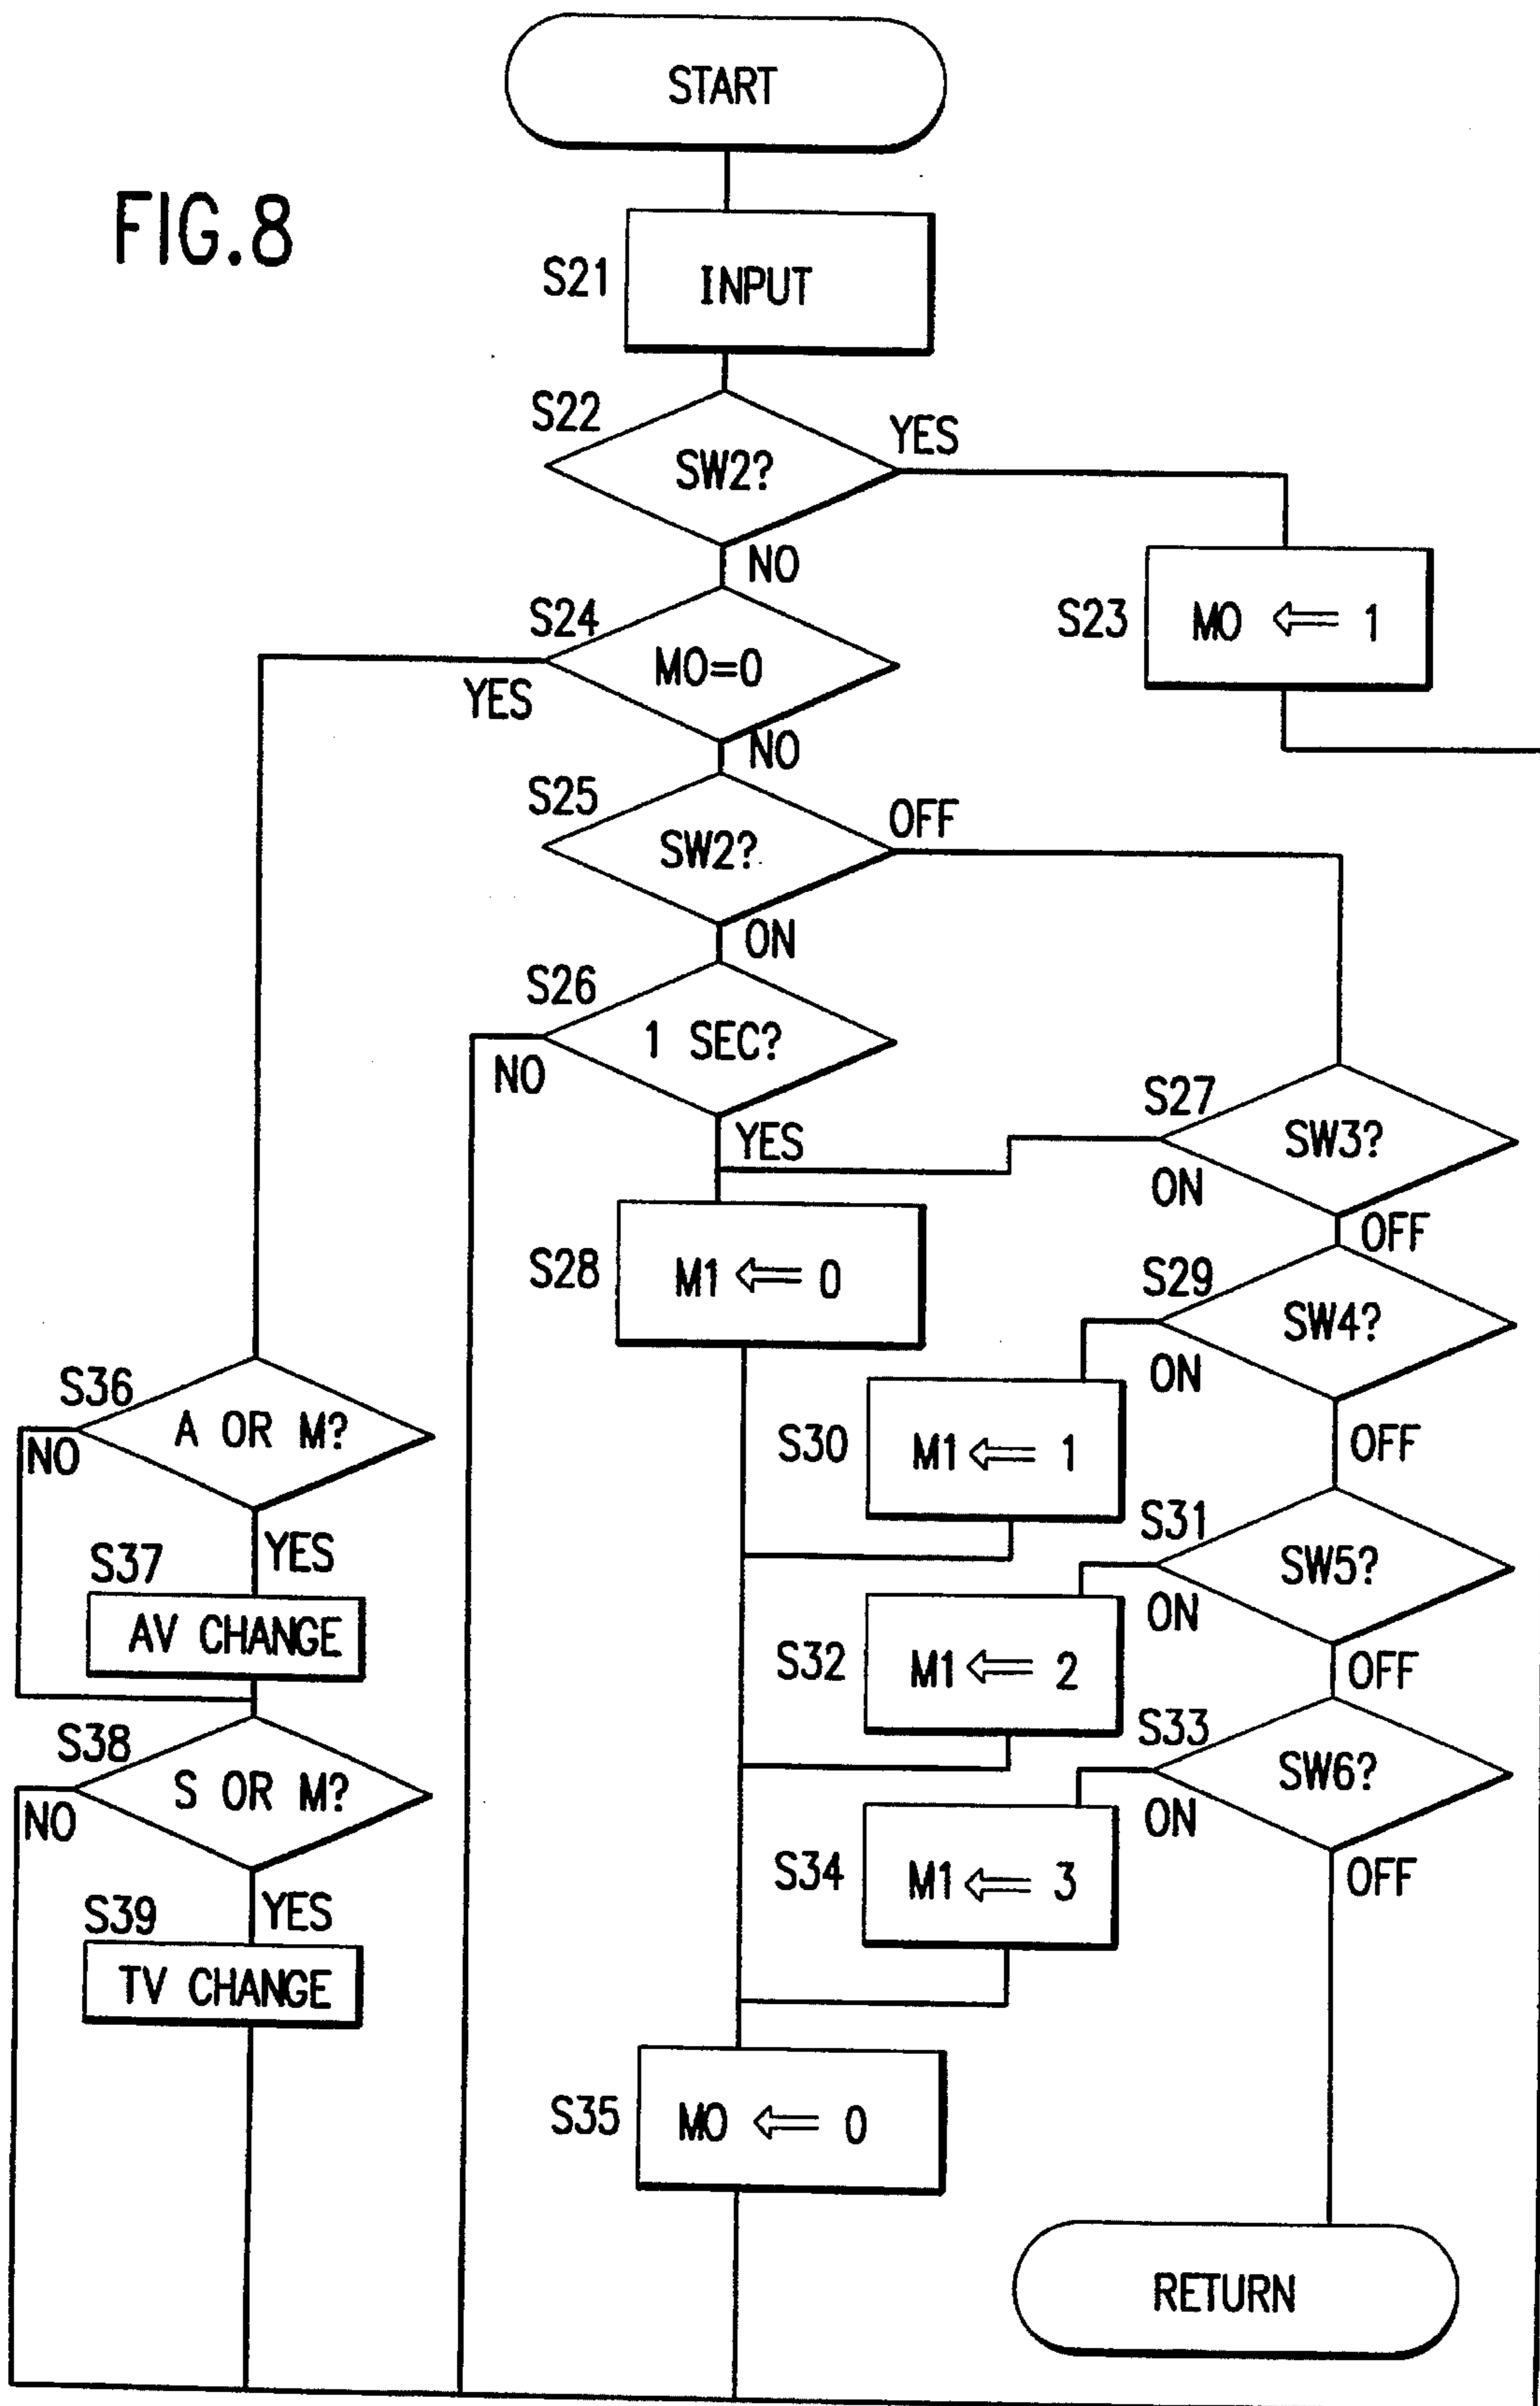 START
FIG.8
S21
INPUT
S22
SW2?
YES
NO
S23
M0 ⇐ 1
S24
M0=0
YES
NO
S25
SW2?
OFF
ON
S26
1 SEC?
NO
YES
S27
SW3?
ON
OFF
S28
M1 ⇐ 0
S29
SW4?
ON
OFF
S30
M1 ⇐ 1
S31
SW5?
ON
OFF
S32
M1 ⇐ 2
S33
SW6?
ON
OFF
S34
M1 ⇐ 3
S35
M0 ⇐ 0
S36
A OR M?
NO
YES
S37
AV CHANGE
S38
S OR M?
NO
YES
S39
TV CHANGE
RETURN